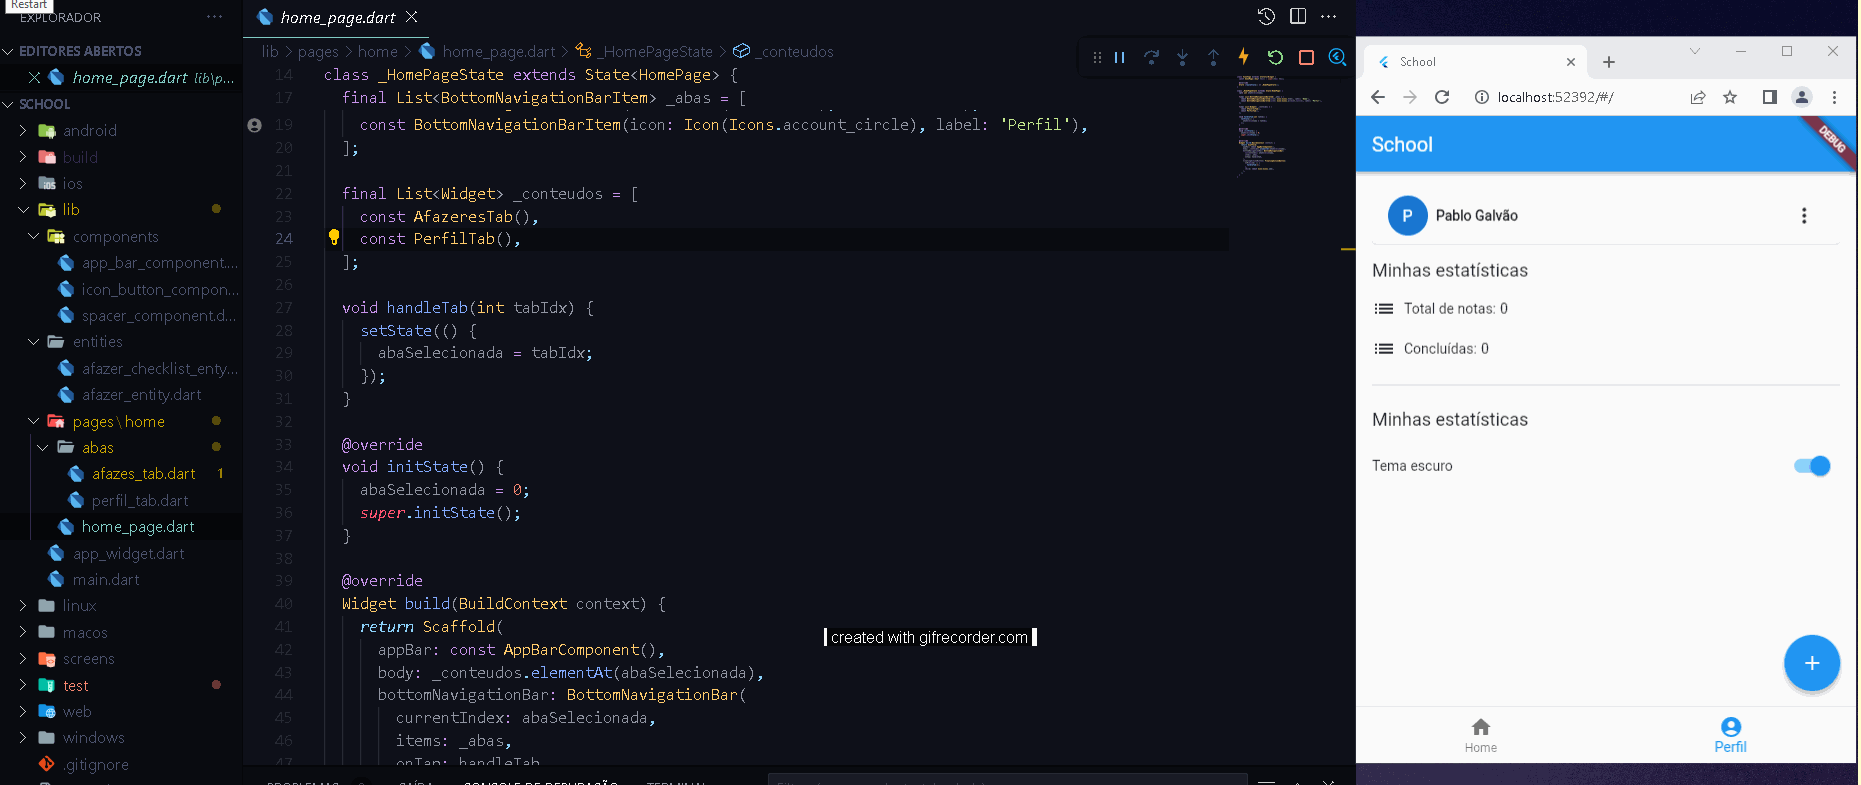 Restart
EXPLORADOR
EDITORES ABERTOS
home_page.dart lib\p...
SCHOOL
android
build
ios
lib
components
app_bar_component....
icon_button_compon...
spacer_component.d...
entities
afazer_checklist_enty...
afazer_entity.dart
pages\home
abas
afazes_tab.dart 1
perfil_tab.dart
home_page.dart
app_widget.dart
main.dart
linux
macos
screens
test
web
windows
.gitignore
home_page.dart
lib > pages > home > home_page.dart > _HomePageState > _conteudos
14 class _HomePageState extends State<HomePage> {
17 final List<BottomNavigationBarItem> _abas = [
19 const BottomNavigationBarItem(icon: Icon(Icons.account_circle), label: 'Perfil'),
20 ];
21
22 final List<Widget> _conteudos = [
23 const AfazeresTab(),
24 const PerfilTab(),
25 ];
26
27 void handleTab(int tabIdx) {
28 setState(() {
29 abaSelecionada = tabIdx;
30 });
31 }
32
33 @override
34 void initState() {
35 abaSelecionada = 0;
36 super.initState();
37 }
38
39 @override
40 Widget build(BuildContext context) {
41 return Scaffold(
42 appBar: const AppBarComponent(),
43 body: _conteudos.elementAt(abaSelecionada),
44 bottomNavigationBar: BottomNavigationBar(
45 currentIndex: abaSelecionada,
46 items: _abas,
47 onTap: handleTab
created with gifrecorder.com
PROBLEMAS SAÍDA CONSOLE DE DEPURAÇÃO TERMINAL
School
localhost:52392/#/
School
DEBUG
P Pablo Galvão
Minhas estatísticas
Total de notas: 0
Concluídas: 0
Minhas estatísticas
Tema escuro
Home
Perfil